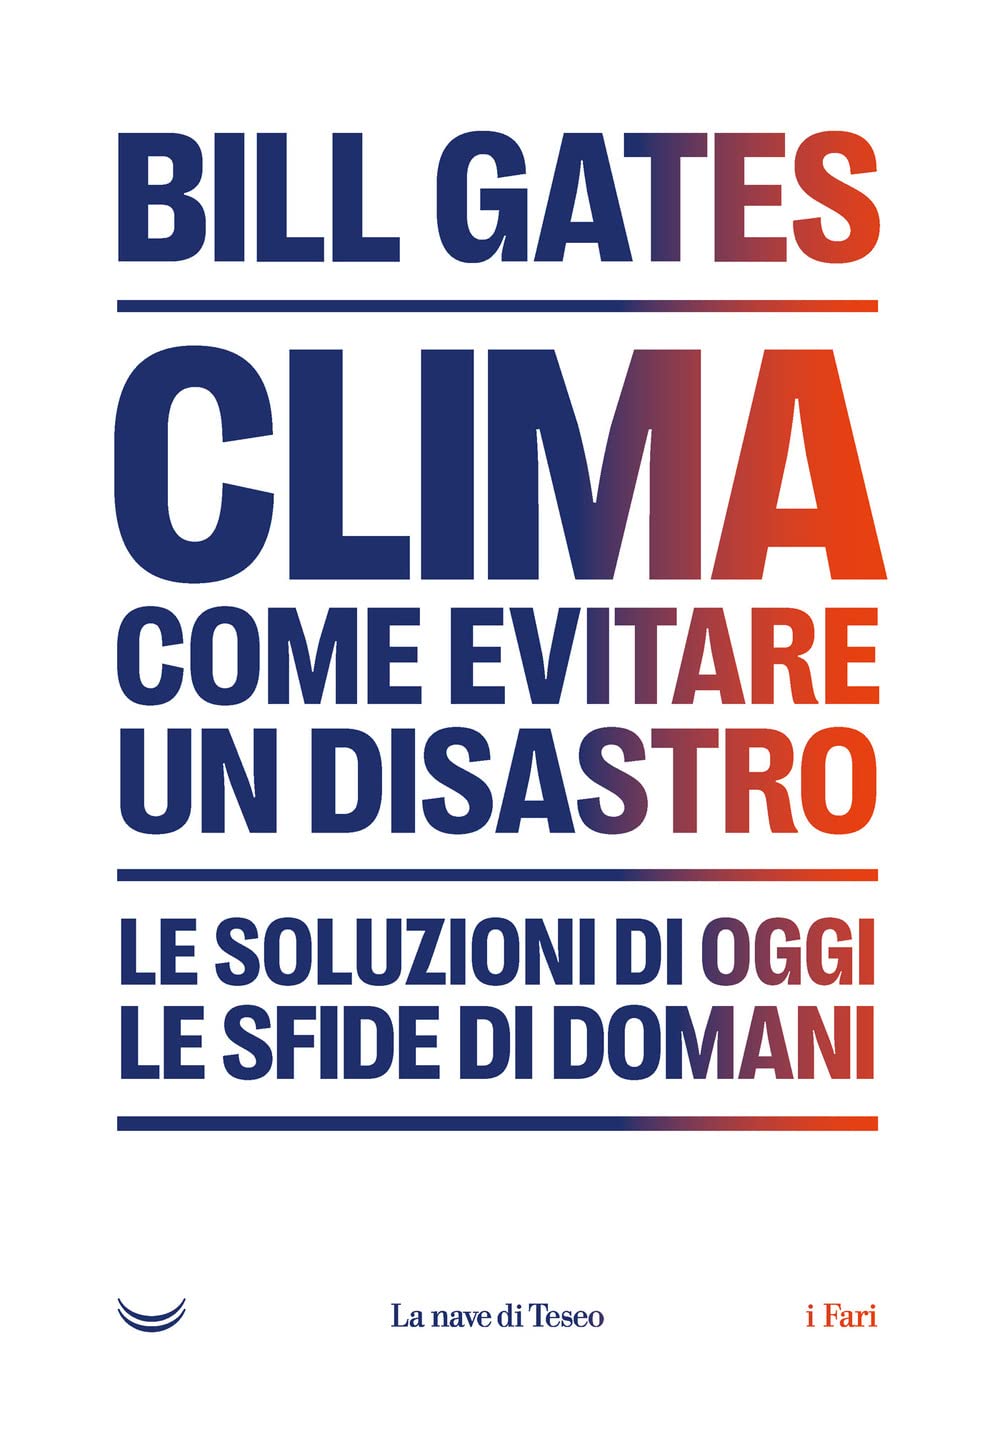 BILL GATES
CLIMA
COME EVITARE
UN DISASTRO
LE SOLUZIONI DI OGGI
LE SFIDE DI DOMANI
La nave di Teseo
i Fari